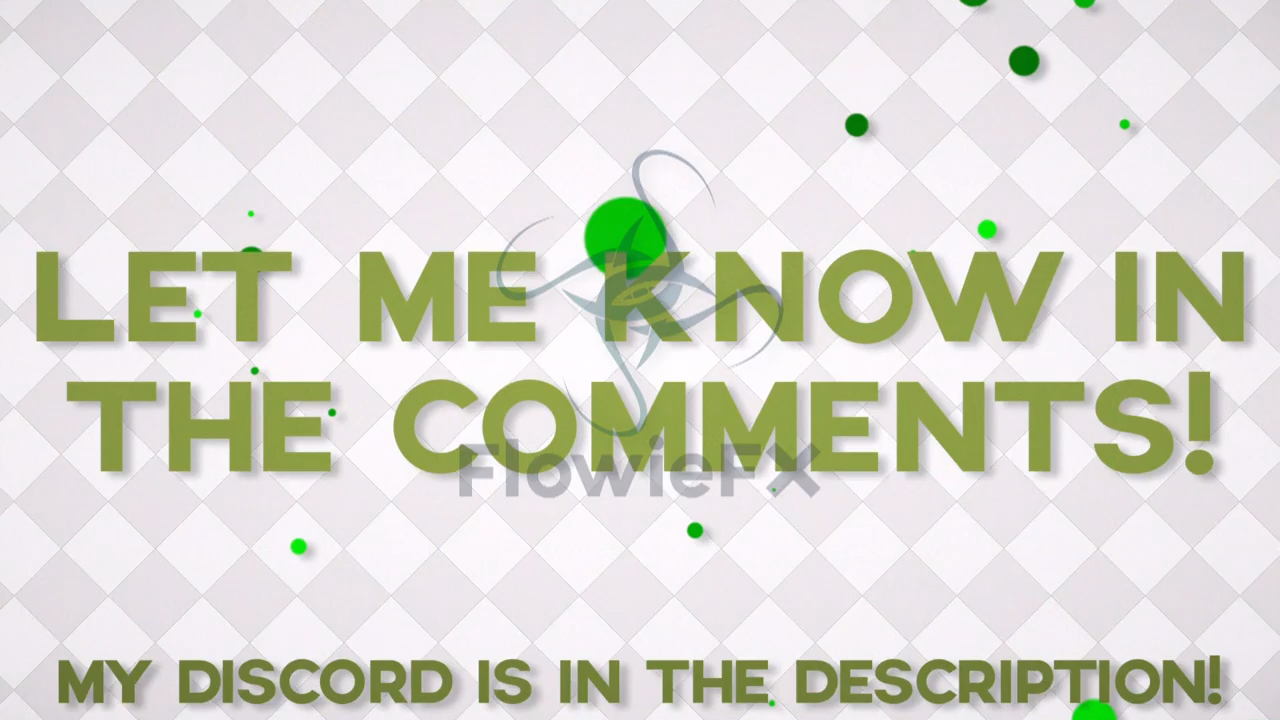 LET ME KNOW IN
THE COMMENTS!
FlowieFX
MY DISCORD IS IN THE DESCRIPTION!